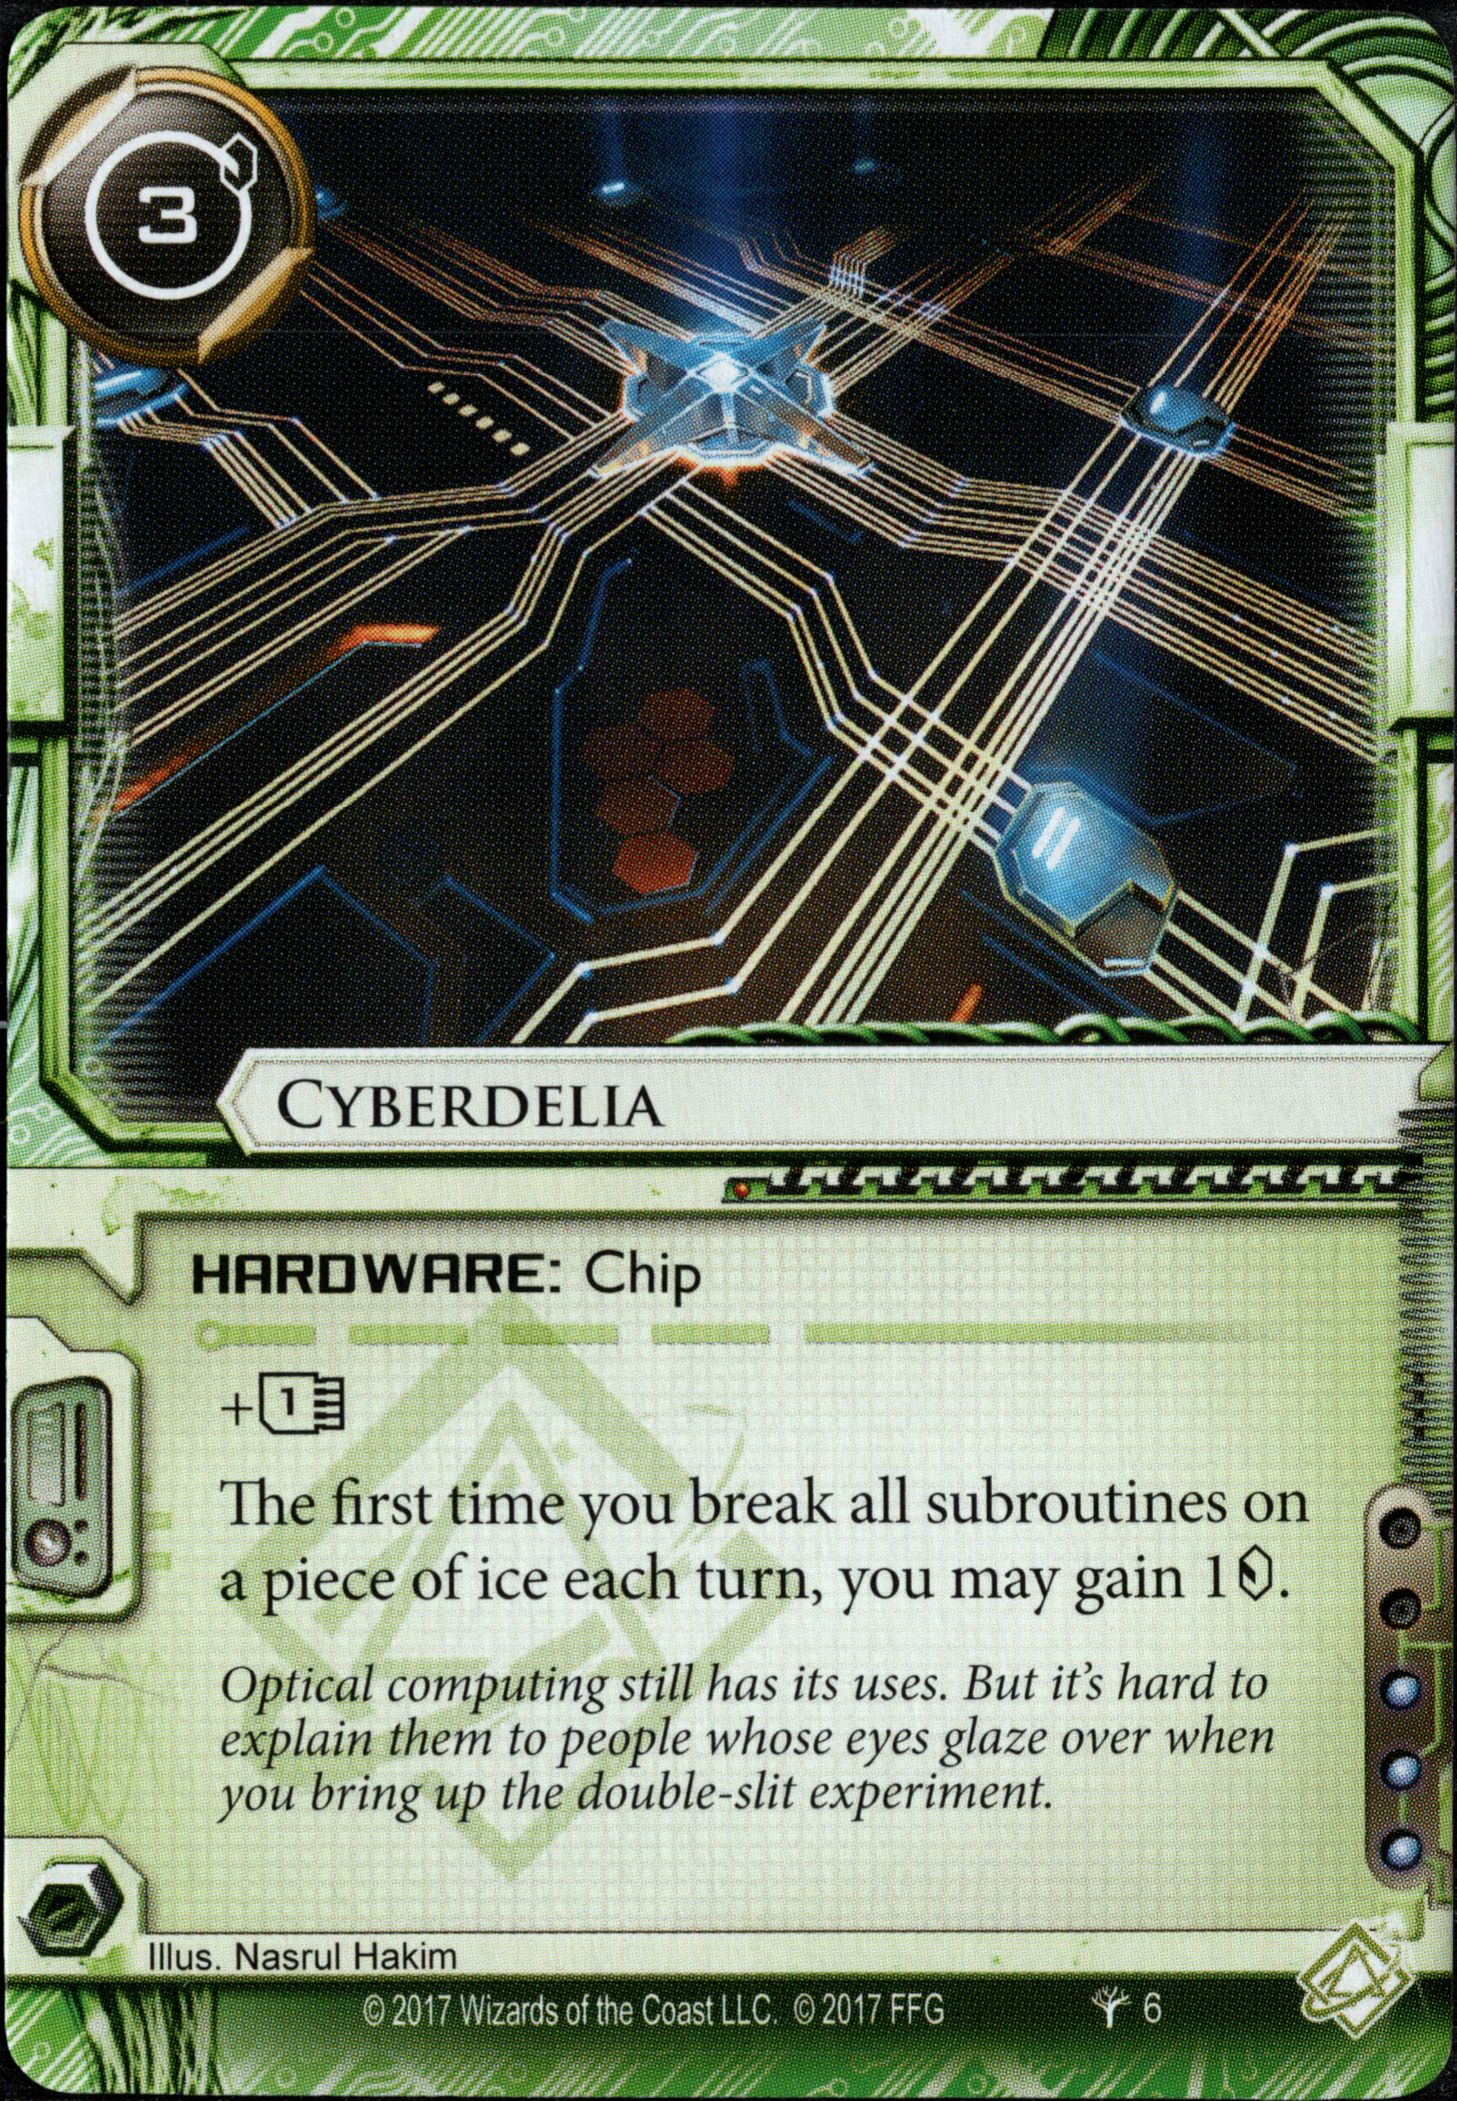 3
CYBERDELIA
HARDWARE: Chip
+1
The first time you break all subroutines on
a piece of ice each turn, you may gain 1.
Optical computing still has its uses. But it’s hard to
explain them to people whose eyes glaze over when
you bring up the double-slit experiment.
Illus. Nasrul Hakim
© 2017 Wizards of the Coast LLC. © 2017 FFG 6